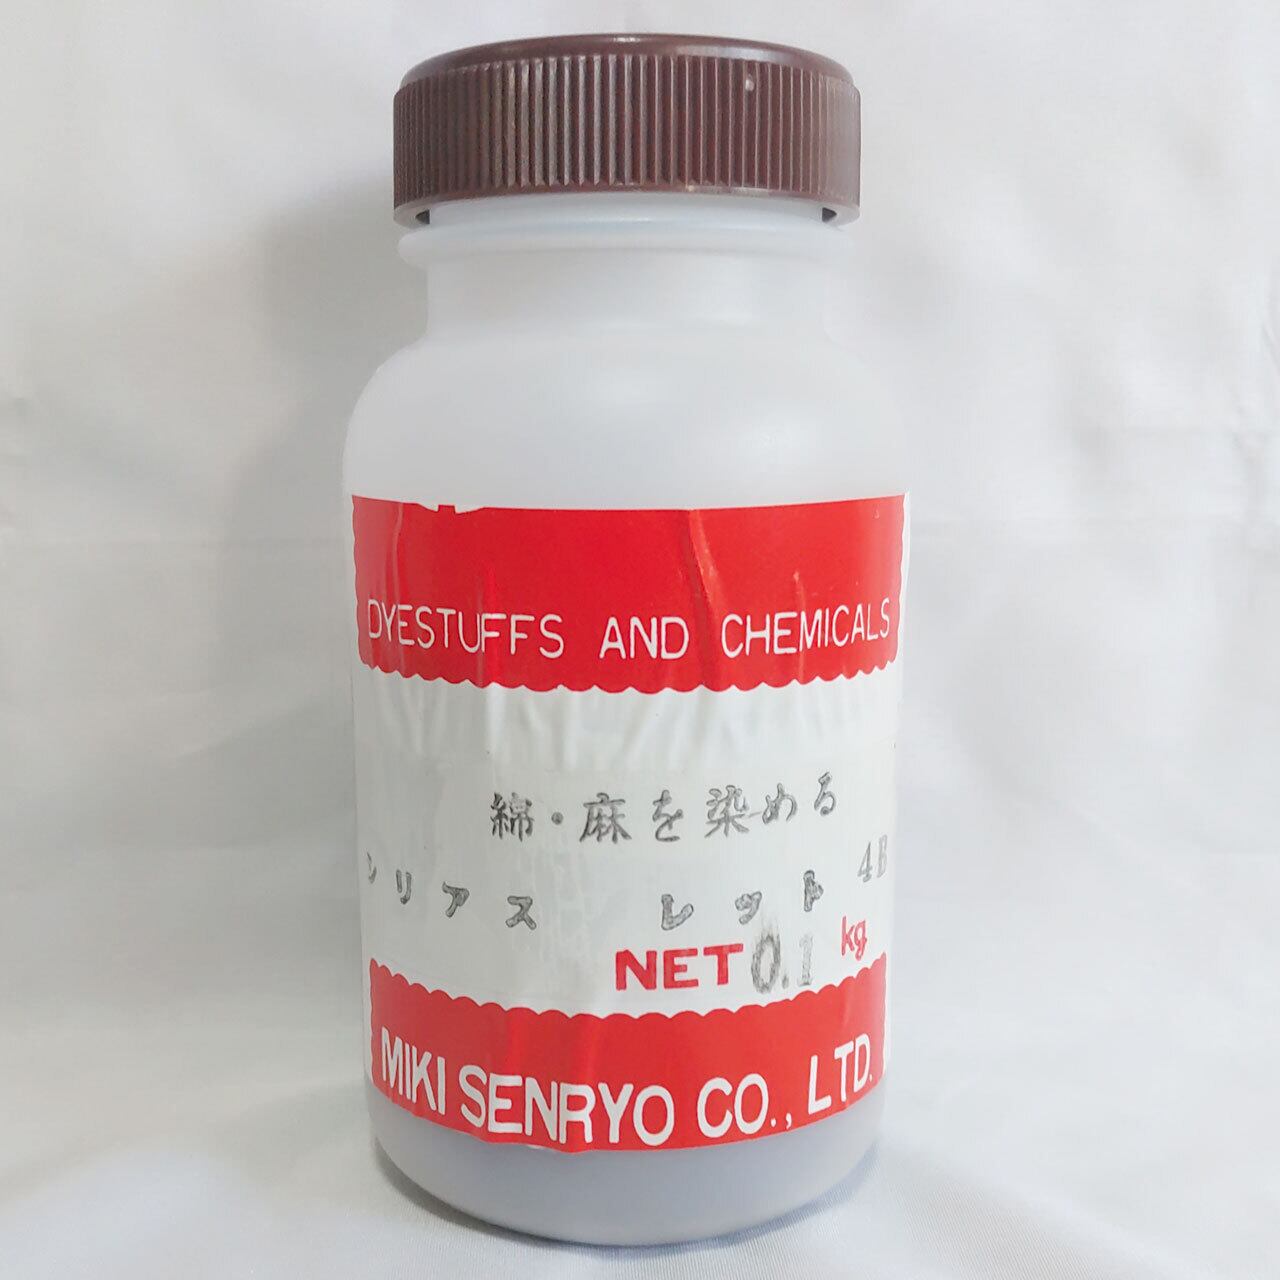 DYESTUFFS AND CHEMICALS
綿・麻を染める
シリアス レット 4B
NET 0.1 kg
MIKI SENRYO CO., LTD.